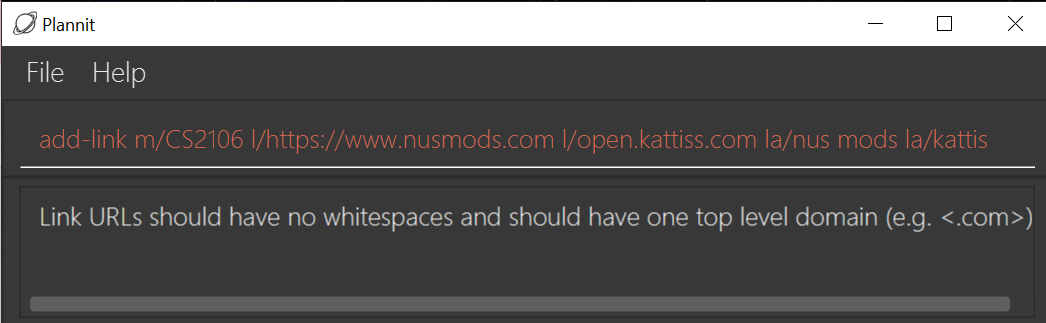 Plannit
File Help
add-link m/CS2106 l/https://www.nusmods.com l/open.kattiss.com la/nus mods la/kattis
Link URLs should have no whitespaces and should have one top level domain (e.g. <.com>)